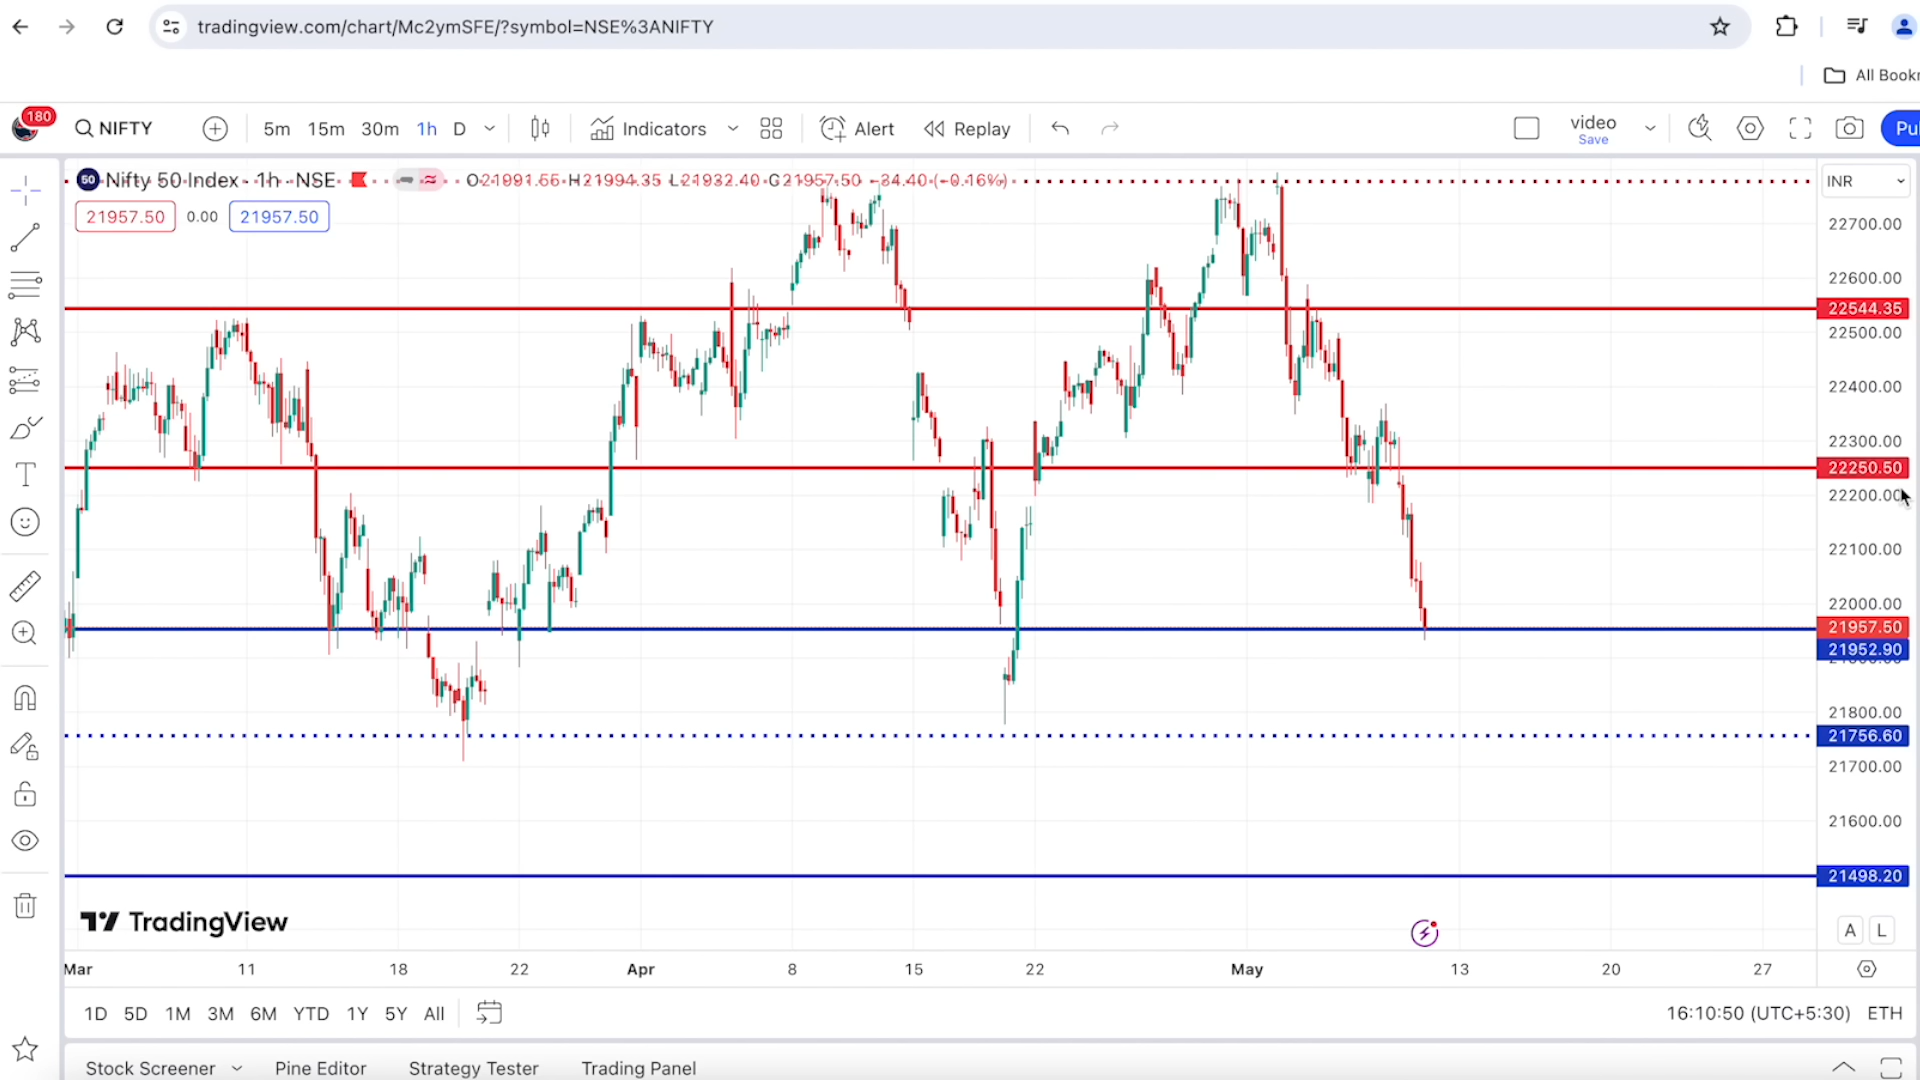 tradingview.com/chart/Mc2ymSFE/?symbol=NSE%3ANIFTY
All Bookr
180
NIFTY 5m 15m 30m 1h D Indicators Alert Replay video Save Pu
50 Nifty 50 Index · 1h · NSE O21991.55 H21994.35 L21932.40 C21957.50 −34.40 (−0.16%)
INR
21957.50 0.00 21957.50
22700.00
22600.00
22544.35
22500.00
22400.00
22300.00
22250.50
22200.00
22100.00
22000.00
21957.50
21952.90
21800.00
21756.60
21700.00
21600.00
21498.20
TradingView
A L
Mar 11 18 22 Apr 8 15 22 May 13 20 27
1D 5D 1M 3M 6M YTD 1Y 5Y All 16:10:50 (UTC+5:30) ETH
Stock Screener Pine Editor Strategy Tester Trading Panel